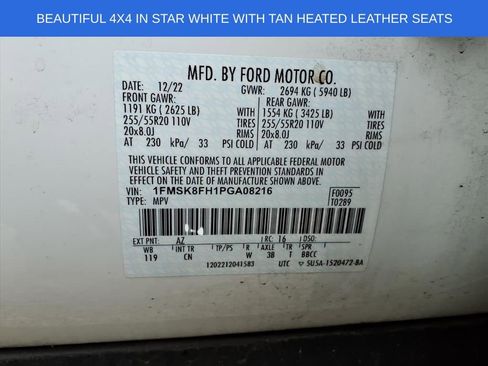 BEAUTIFUL 4X4 IN STAR WHITE WITH TAN HEATED LEATHER SEATS
MFD. BY FORD MOTOR CO.
DATE: 12/22 GVWR: 2694 KG ( 5940 LB)
FRONT GAWR: REAR GAWR:
1191 KG ( 2625 LB) WITH 1554 KG ( 3425 LB) WITH
255/55R20 110V TIRES 255/55R20 110V TIRES
20x8.0J RIMS 20x8.0J RIMS
AT 230 kPa/ 33 PSI COLD AT 230 kPa/ 33 PSI COLD
THIS VEHICLE CONFORMS TO ALL APPLICABLE FEDERAL MOTOR
VEHICLE SAFETY AND THEFT PREVENTION STANDARDS IN
EFFECT ON THE DATE OF MANUFACTURE SHOWN ABOVE.
VIN: 1FMSK8FH1PGA08216 F0095
TYPE: MPV T0289
EXT PNT: AZ RC: 16 DSO:
WB INT TR TP/PS R AXLE TR SPR
119 CN W 3B T BBCC
1202212041583 UTC 5U5A-1520472-BA